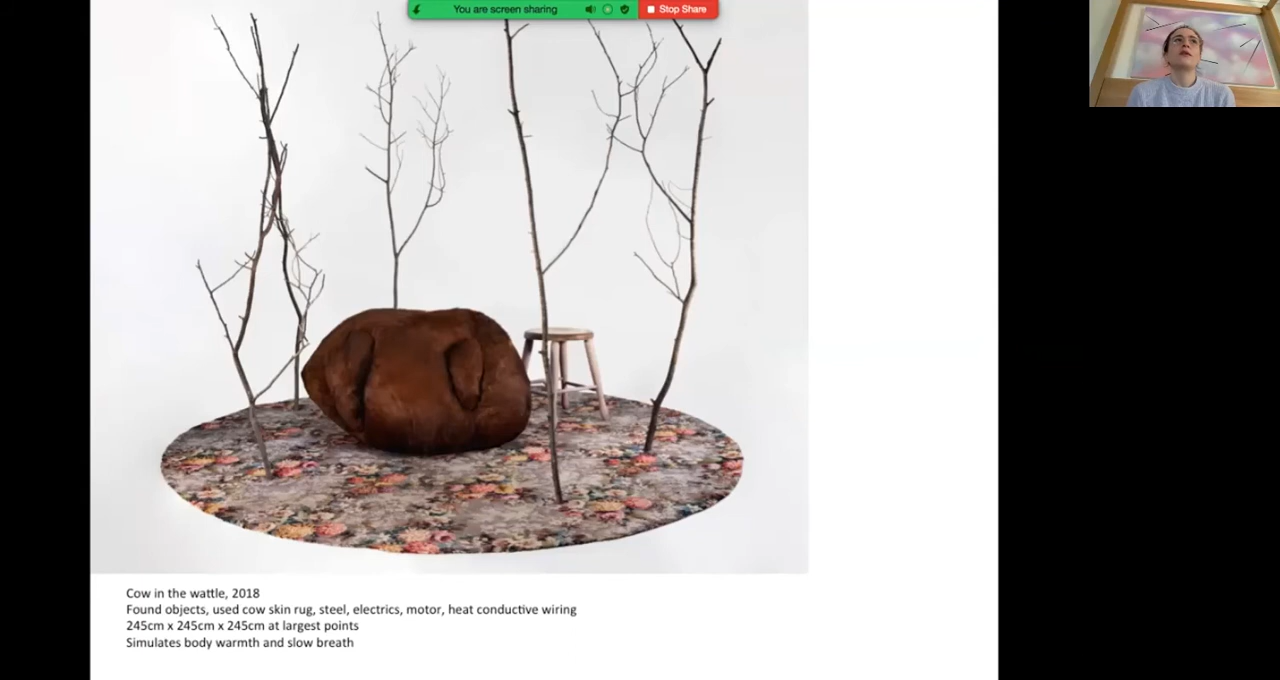 You are screen sharing
Stop Share
Cow in the wattle, 2018
Found objects, used cow skin rug, steel, electrics, motor, heat conductive wiring
245cm x 245cm x 245cm at largest points
Simulates body warmth and slow breath